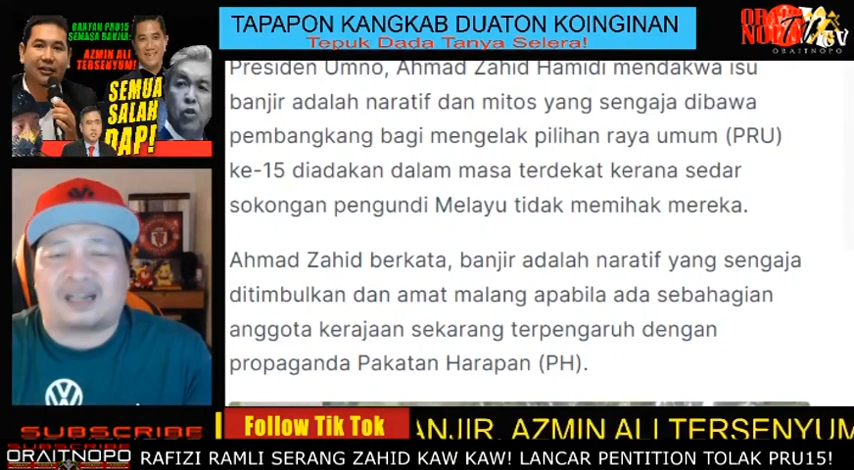 BANTAH PRU15
SEMASA BANJIR:
AZMIN ALI
TERSENYUM!
SEMUA
SALAH
DAP!
TAPAPON KANGKAB DUATON KOINGINAN
Tepuk Dada Tanya Selera!
ORAITNOPO
Presiden Umno, Ahmad Zahid Hamidi mendakwa isu
banjir adalah naratif dan mitos yang sengaja dibawa
pembangkang bagi mengelak pilihan raya umum (PRU)
ke-15 diadakan dalam masa terdekat kerana sedar
sokongan pengundi Melayu tidak memihak mereka.
Ahmad Zahid berkata, banjir adalah naratif yang sengaja
ditimbulkan dan amat malang apabila ada sebahagian
anggota kerajaan sekarang terpengaruh dengan
propaganda Pakatan Harapan (PH).
SUBSCRIBE
Follow Tik Tok
ANJIR, AZMIN ALI TERSENYUM
SUBSCRIBE
ORAITNOPO
RAFIZI RAMLI SERANG ZAHID KAW KAW! LANCAR PENTITION TOLAK PRU15!